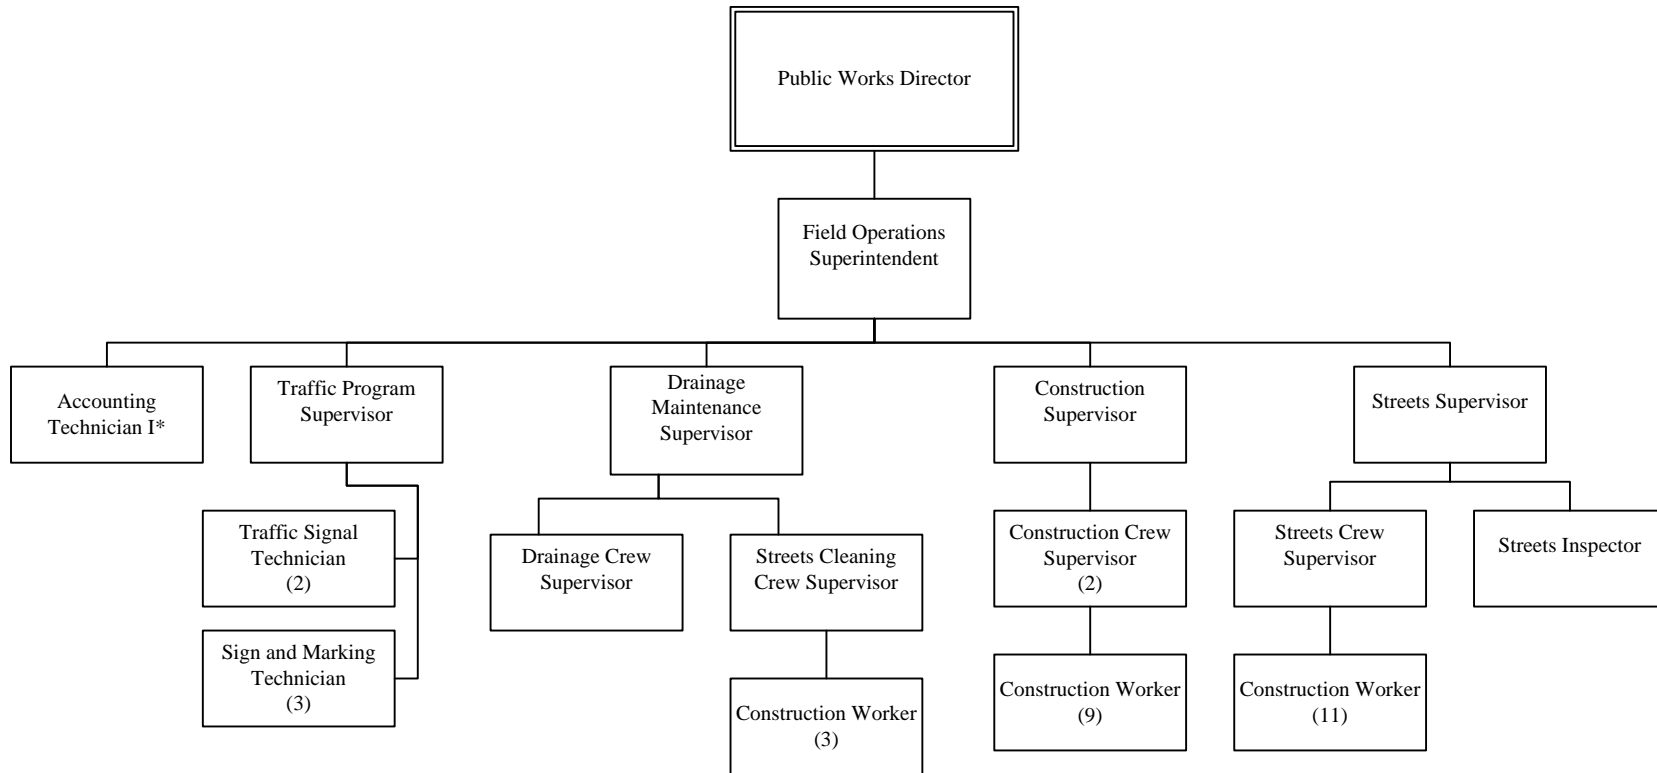 Public Works Director
Field Operations
Superintendent
Accounting
Technician I*
Traffic Program
Supervisor
Drainage
Maintenance
Supervisor
Construction
Supervisor
Streets Supervisor
Traffic Signal
Technician
(2)
Sign and Marking
Technician
(3)
Drainage Crew
Supervisor
Streets Cleaning
Crew Supervisor
Construction Worker
(3)
Construction Crew
Supervisor
(2)
Construction Worker
(9)
Streets Crew
Supervisor
Construction Worker
(11)
Streets Inspector